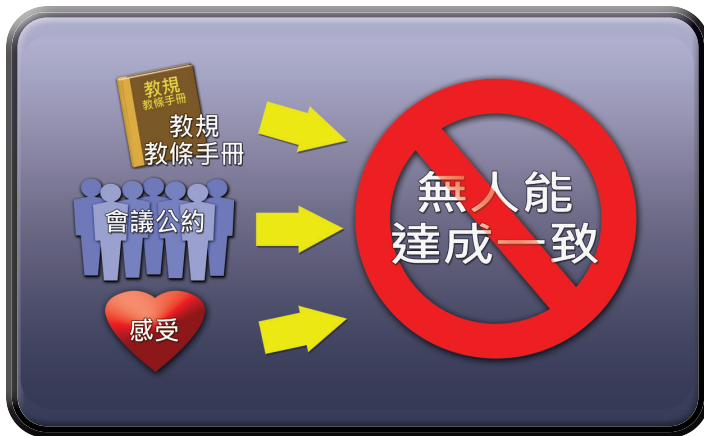 教規
教條手冊
教規
教條手冊
會議公約
感受
無人能
達成一致